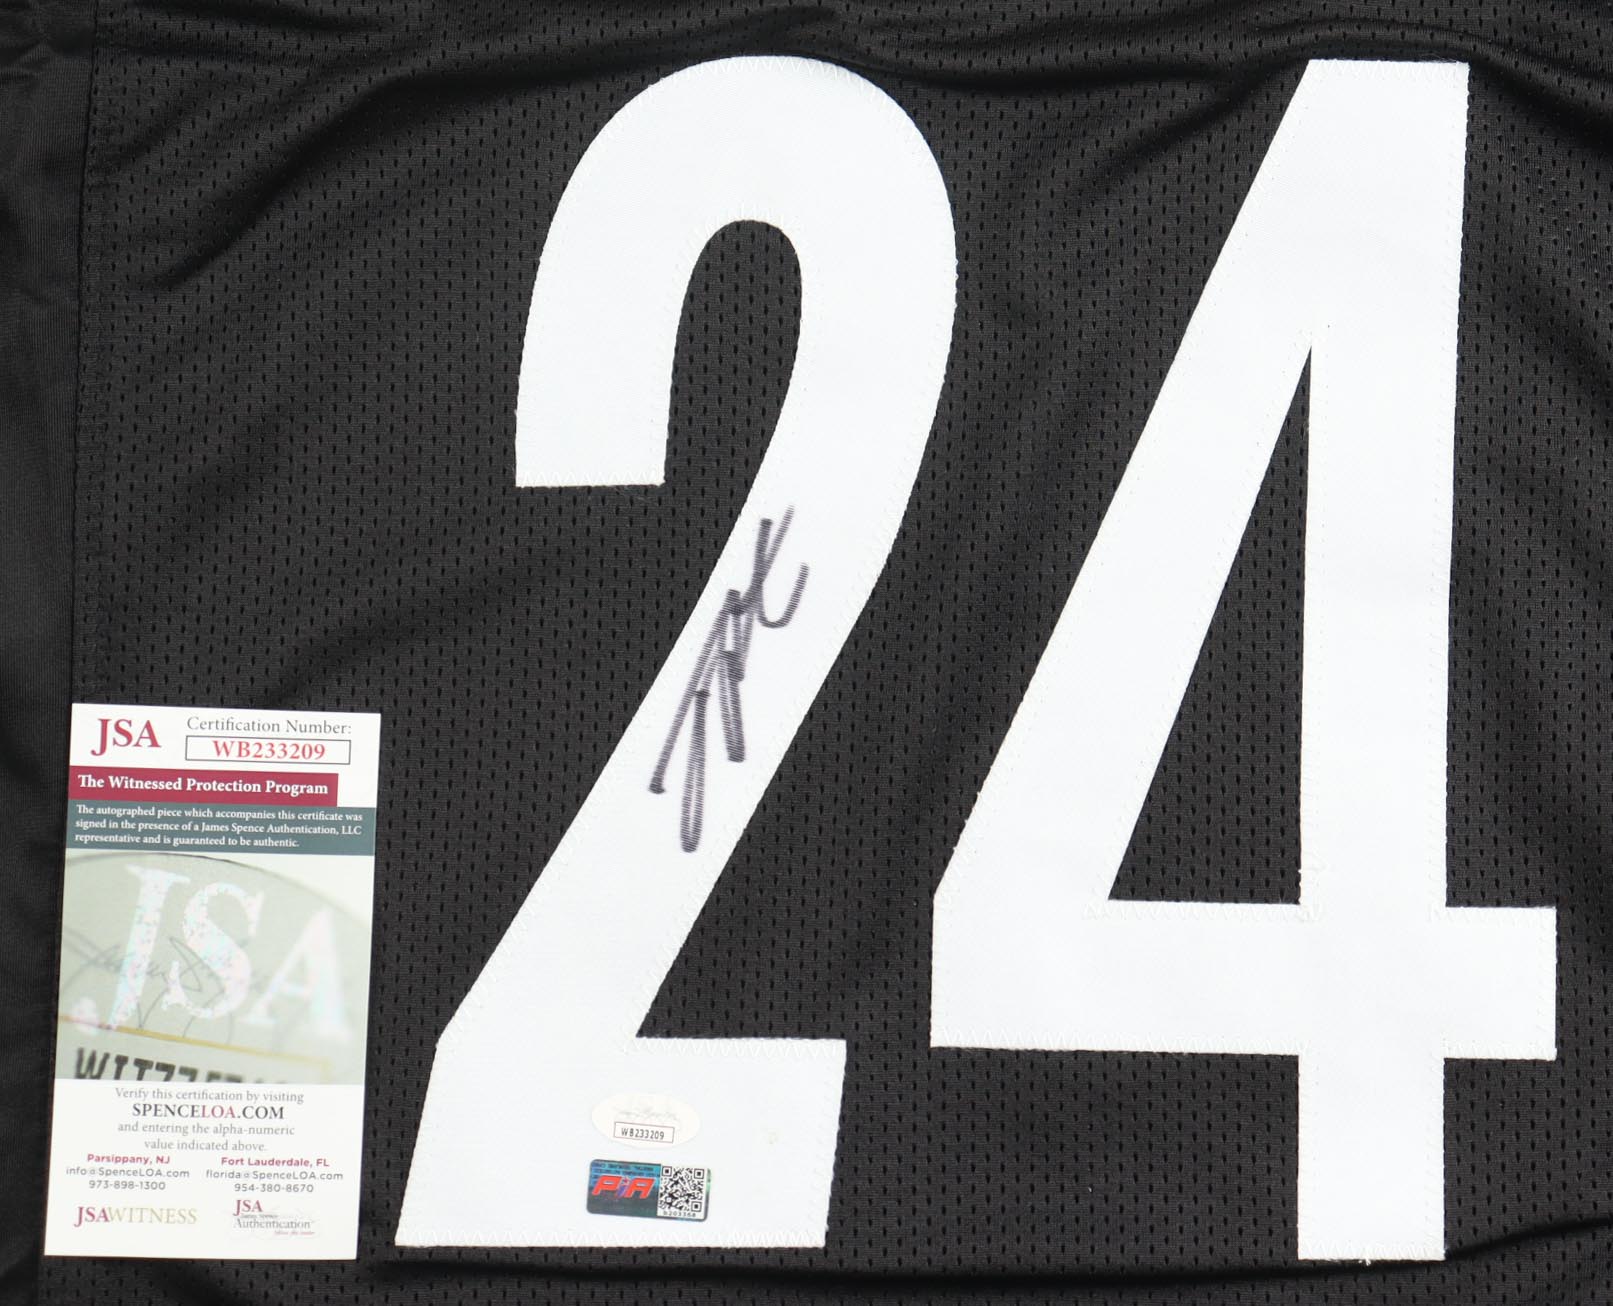 24
JSA
Certification Number:
WB233209
The Witnessed Protection Program
The autographed piece which accompanies this certificate was
signed in the presence of a James Spence Authentication, LLC
representative and is guaranteed to be authentic.
JSA
Verify this certification by visiting
SPENCELOA.COM
and entering the alpha-numeric
value indicated above.
Parsippany, NJ
info@SpenceLOA.com
973-898-1300
Fort Lauderdale, FL
florida@SpenceLOA.com
954-380-8670
JSAWITNESS
JSA
Authentication
WB233209
PIA